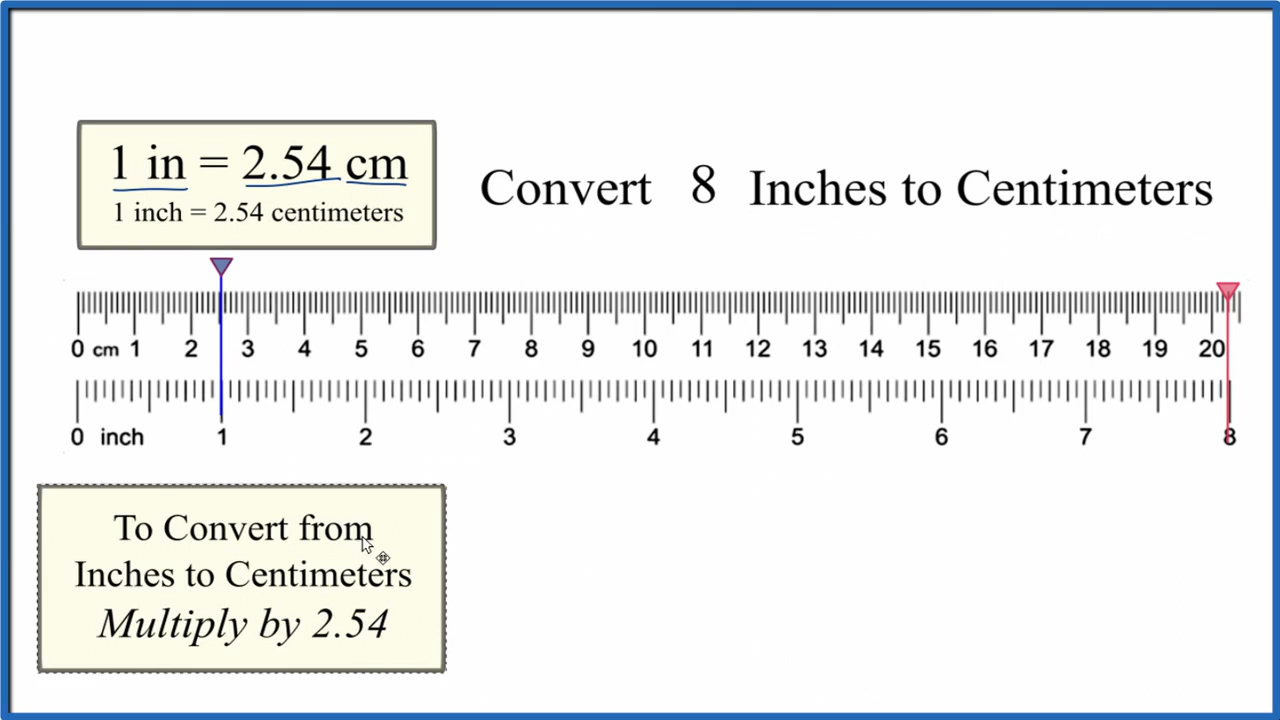 1 in = 2.54 cm
1 inch = 2.54 centimeters
Convert 8 Inches to Centimeters
0 cm 1 2 3 4 5 6 7 8 9 10 11 12 13 14 15 16 17 18 19 20
0 inch 1 2 3 4 5 6 7 8
To Convert from
Inches to Centimeters
Multiply by 2.54